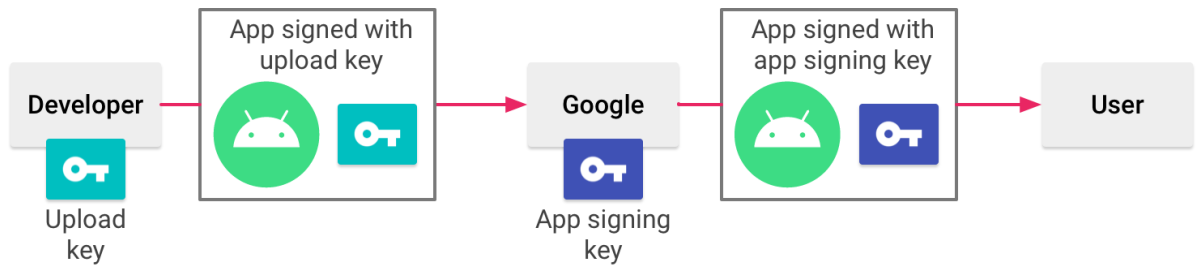 App signed with
upload key
App signed with
app signing key
Developer
Google
User
Upload
key
App signing
key